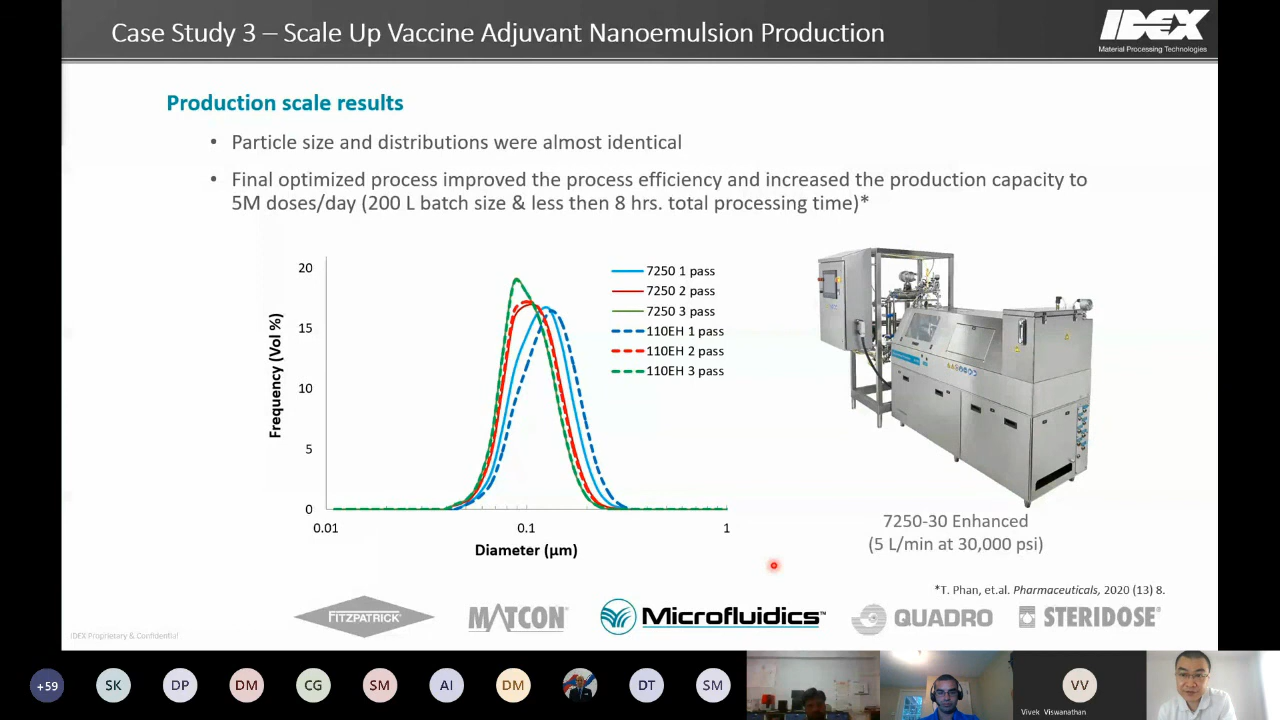 Case Study 3 – Scale Up Vaccine Adjuvant Nanoemulsion Production
IDEX
Material Processing Technologies
Production scale results
• Particle size and distributions were almost identical
• Final optimized process improved the process efficiency and increased the production capacity to
5M doses/day (200 L batch size & less then 8 hrs. total processing time)*
Frequency (Vol %)
20
15
10
5
0
0.01
0.1
1
Diameter (µm)
7250 1 pass
7250 2 pass
7250 3 pass
110EH 1 pass
110EH 2 pass
110EH 3 pass
7250-30 Enhanced
(5 L/min at 30,000 psi)
*T. Phan, et.al. Pharmaceuticals, 2020 (13) 8.
FITZPATRICK
MATCON
Microfluidics™
QUADRO
STERIDOSE
IDEX Proprietary & Confidential
+59
SK
DP
DM
CG
SM
AI
DM
DT
SM
VV
Vivek Viswanathan